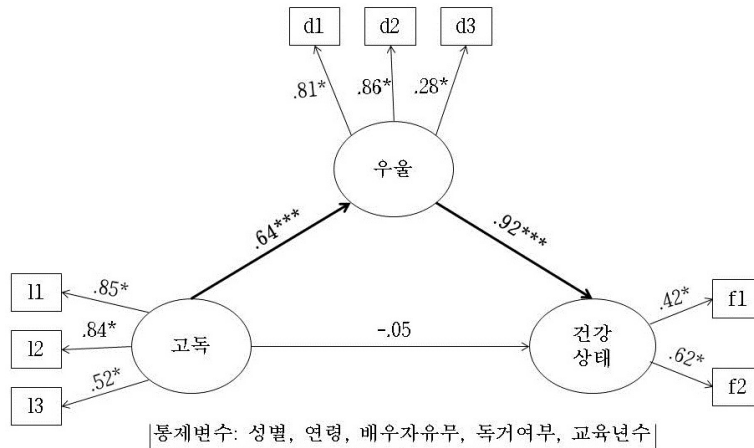 d1 d2 d3
.81* .86* .28*
우울
.64*** .92***
l1 .85* .42* f1
l2 .84* 고독 -.05 건강
상태
l3 .52* .62* f2
|통제변수: 성별, 연령, 배우자유무, 독거여부, 교육년수|